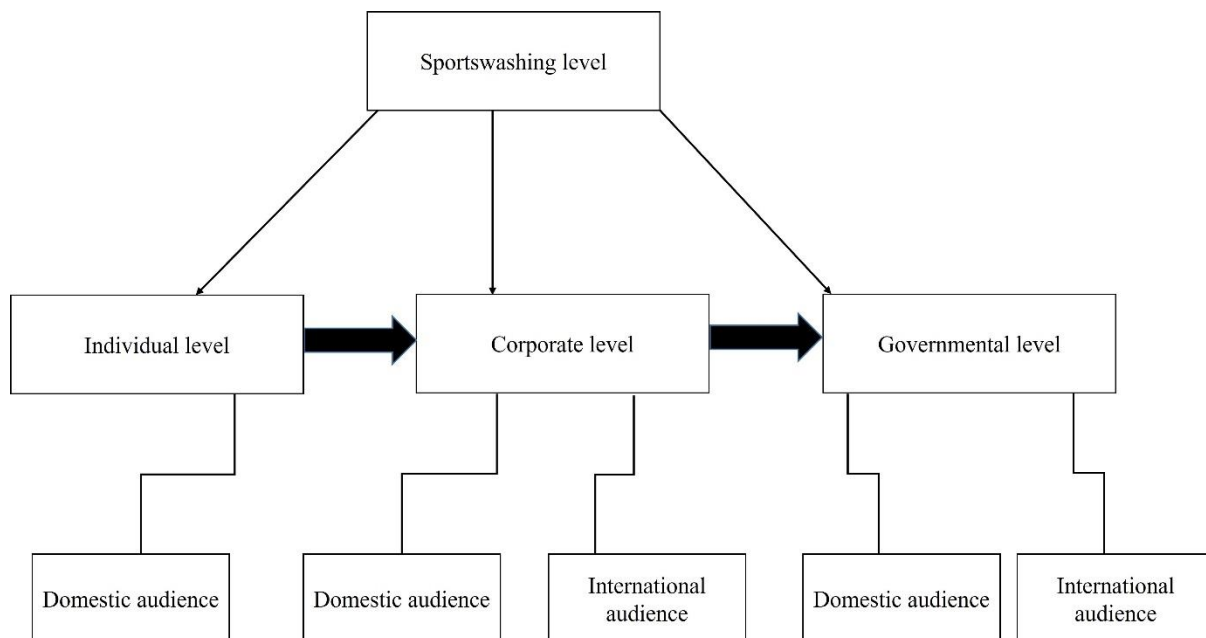 Sportswashing level
Individual level
Corporate level
Governmental level
Domestic audience
Domestic audience
International
audience
Domestic audience
International
audience